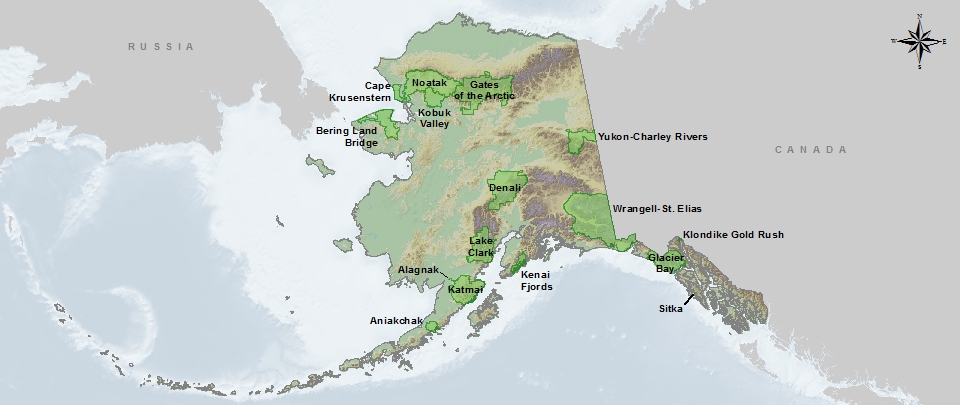 RUSSIA
N
W
E
S
Cape
Krusenstern
Noatak
Gates
of the Arctic
Kobuk
Valley
Bering Land
Bridge
Yukon-Charley Rivers
CANADA
Denali
Wrangell-St. Elias
Klondike Gold Rush
Lake
Clark
Glacier
Bay
Alagnak
Kenai
Fjords
Katmai
Sitka
Aniakchak